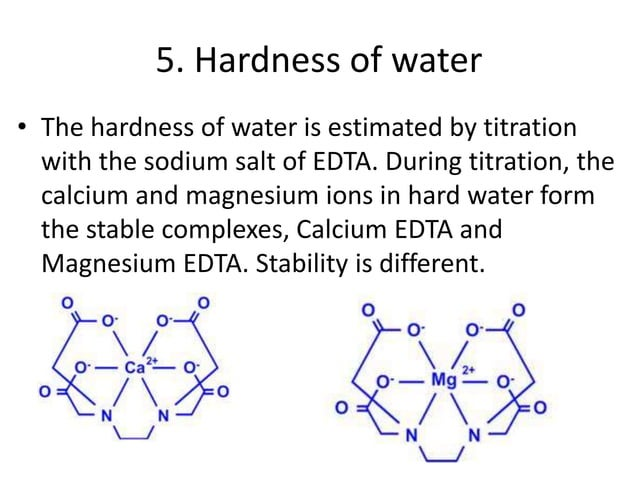 5. Hardness of water
• The hardness of water is estimated by titration
with the sodium salt of EDTA. During titration, the
calcium and magnesium ions in hard water form
the stable complexes, Calcium EDTA and
Magnesium EDTA. Stability is different.
O O
O- O-
O- Ca2+ O-
O O
N N
O O
O- O-
O- Mg 2+ O-
O O
N N